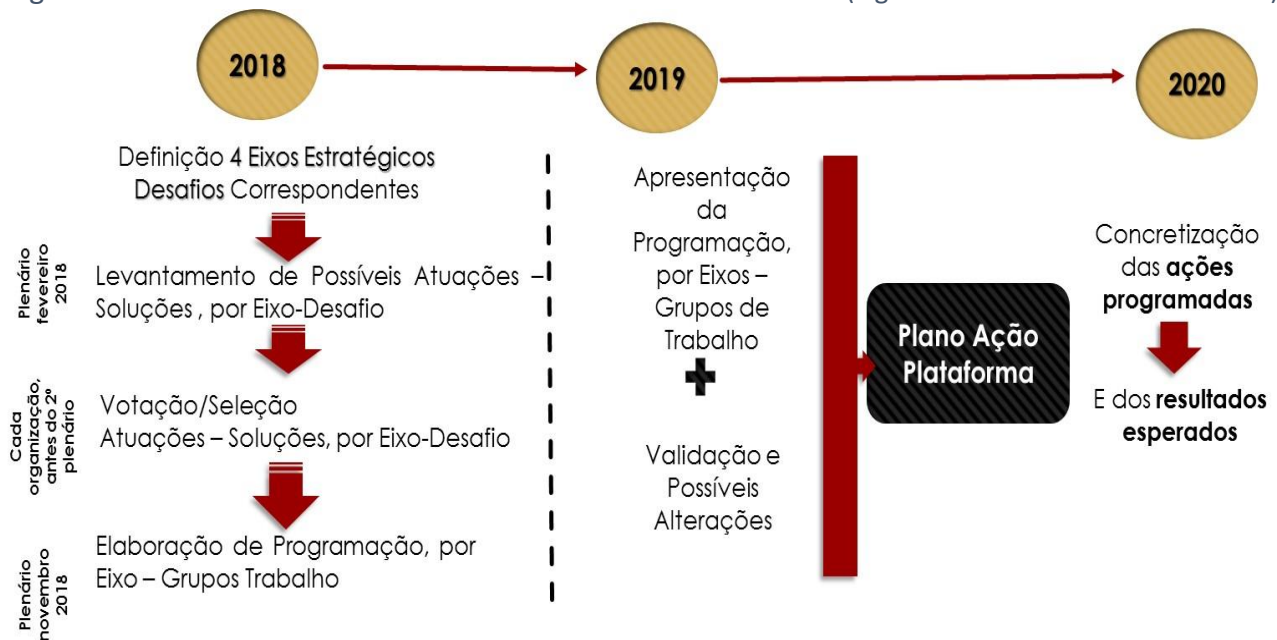 2018
2019
2020
Definição 4 Eixos Estratégicos
Desafios Correspondentes
Plenário
fevereiro
2018
Levantamento de Possíveis Atuações –
Soluções , por Eixo-Desafio
Cada
organização,
antes do 2º
plenário
Votação/Seleção
Atuações – Soluções, por Eixo-Desafio
Plenário
novembro
2018
Elaboração de Programação, por
Eixo – Grupos Trabalho
Apresentação
da
Programação,
por Eixos –
Grupos de
Trabalho
Validação e
Possíveis
Alterações
Plano Ação
Plataforma
Concretização
das ações
programadas
E dos resultados
esperados